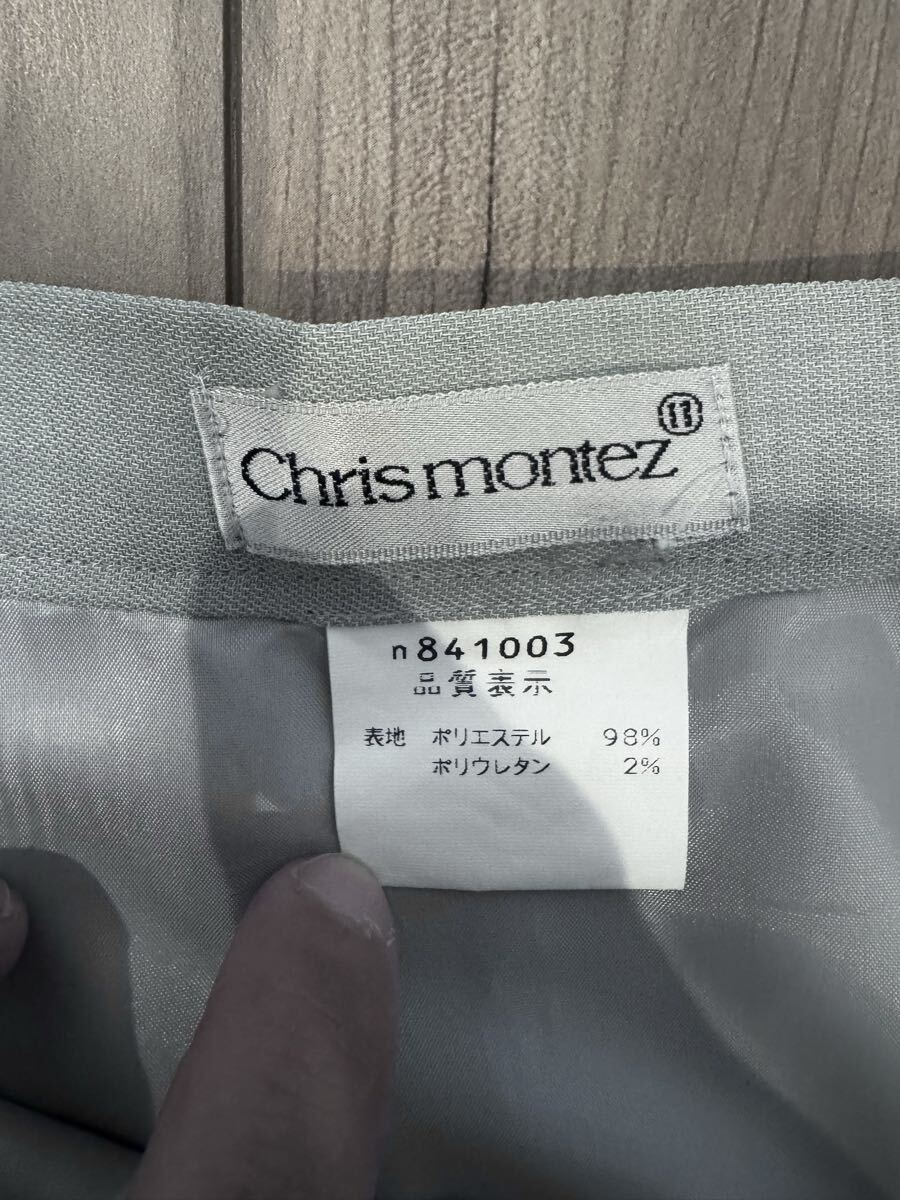 Chris montez ⑪
n841003
品質表示
表地 ポリエステル 98%
ポリウレタン 2%